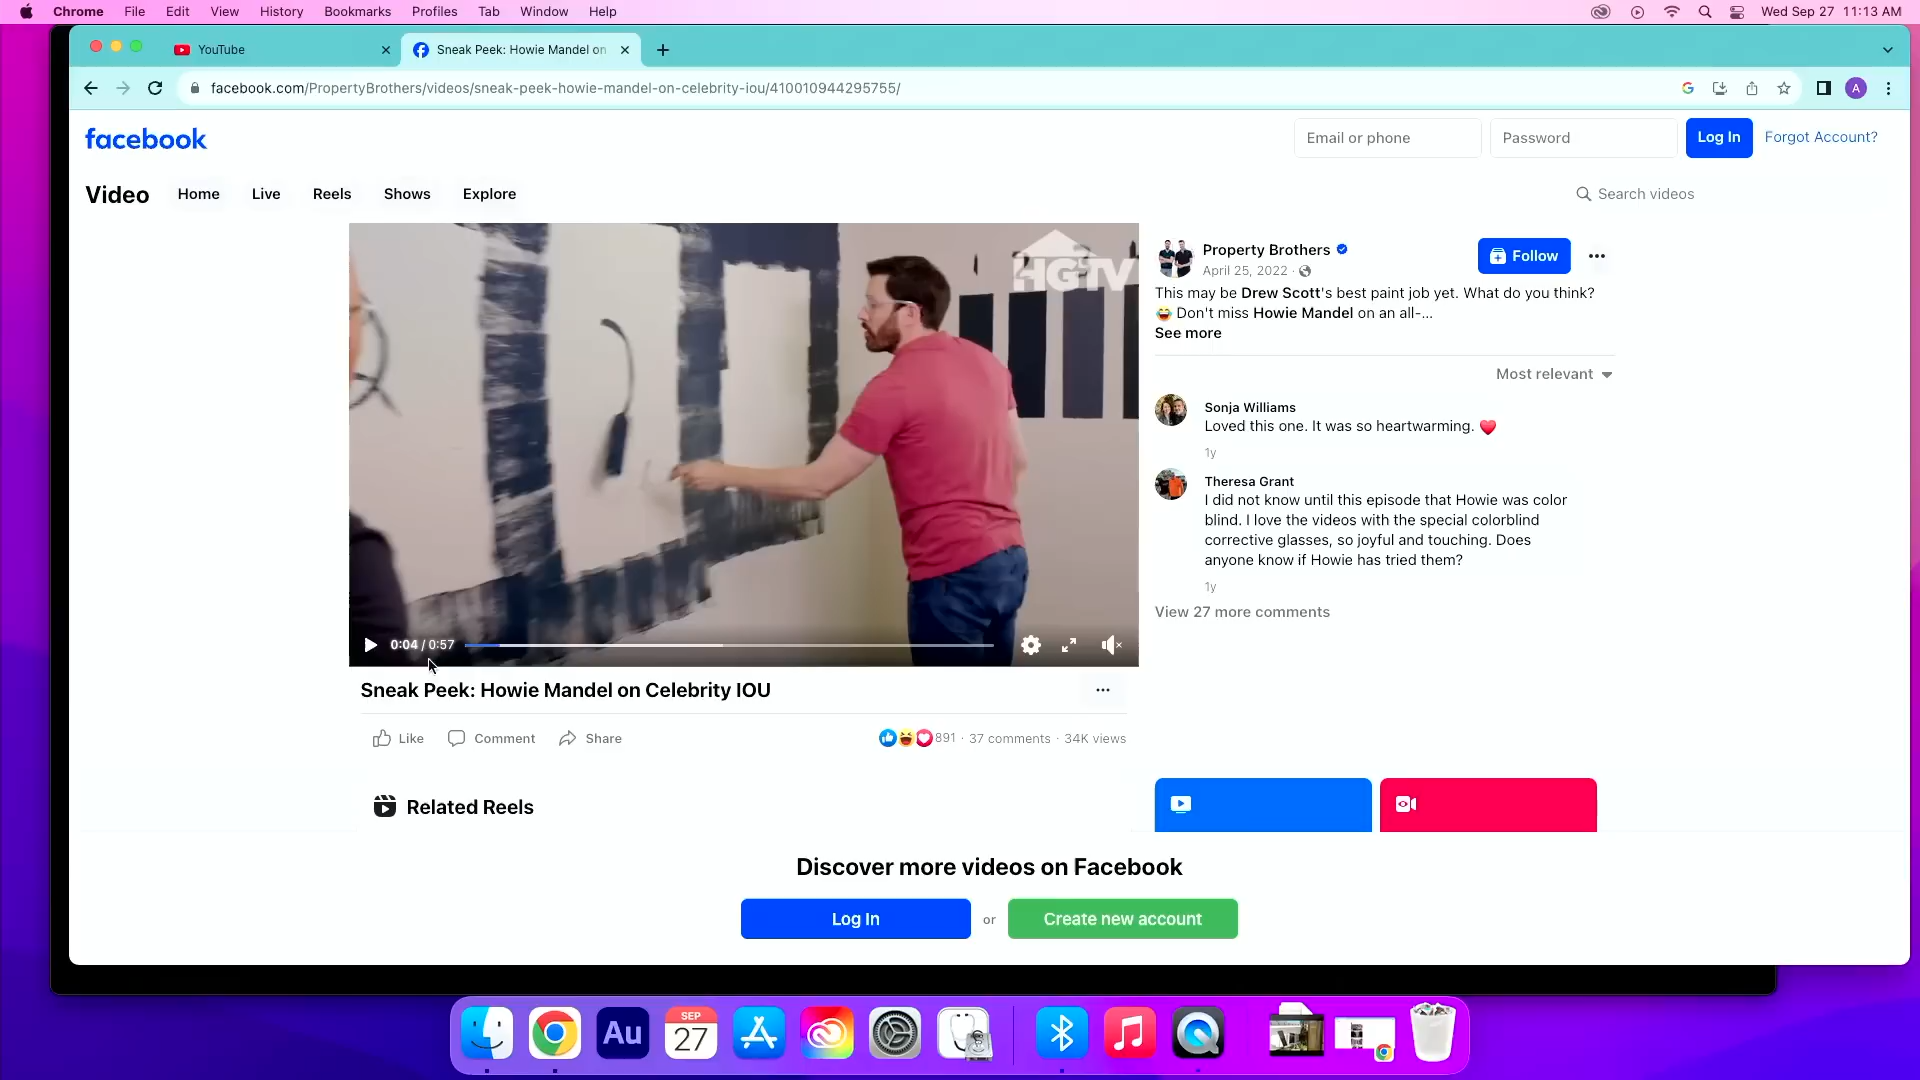 Chrome File Edit View History Bookmarks Profiles Tab Window Help Wed Sep 27 11:13 AM
YouTube
Sneak Peek: Howie Mandel on
facebook.com/PropertyBrothers/videos/sneak-peek-howie-mandel-on-celebrity-iou/410010944295755/
A
facebook
Email or phone
Password
Log In
Forgot Account?
Video Home Live Reels Shows Explore
Search videos
HGTV
0:04 / 0:57
Sneak Peek: Howie Mandel on Celebrity IOU
Like Comment Share
891 · 37 comments · 34K views
Related Reels
Property Brothers
Follow
April 25, 2022 ·
This may be Drew Scott's best paint job yet. What do you think?
😂 Don't miss Howie Mandel on an all-...
See more
Most relevant
Sonja Williams
Loved this one. It was so heartwarming. ❤️
1y
Theresa Grant
I did not know until this episode that Howie was color
blind. I love the videos with the special colorblind
corrective glasses, so joyful and touching. Does
anyone know if Howie has tried them?
1y
View 27 more comments
Discover more videos on Facebook
Log In
or
Create new account
Au
SEP
27